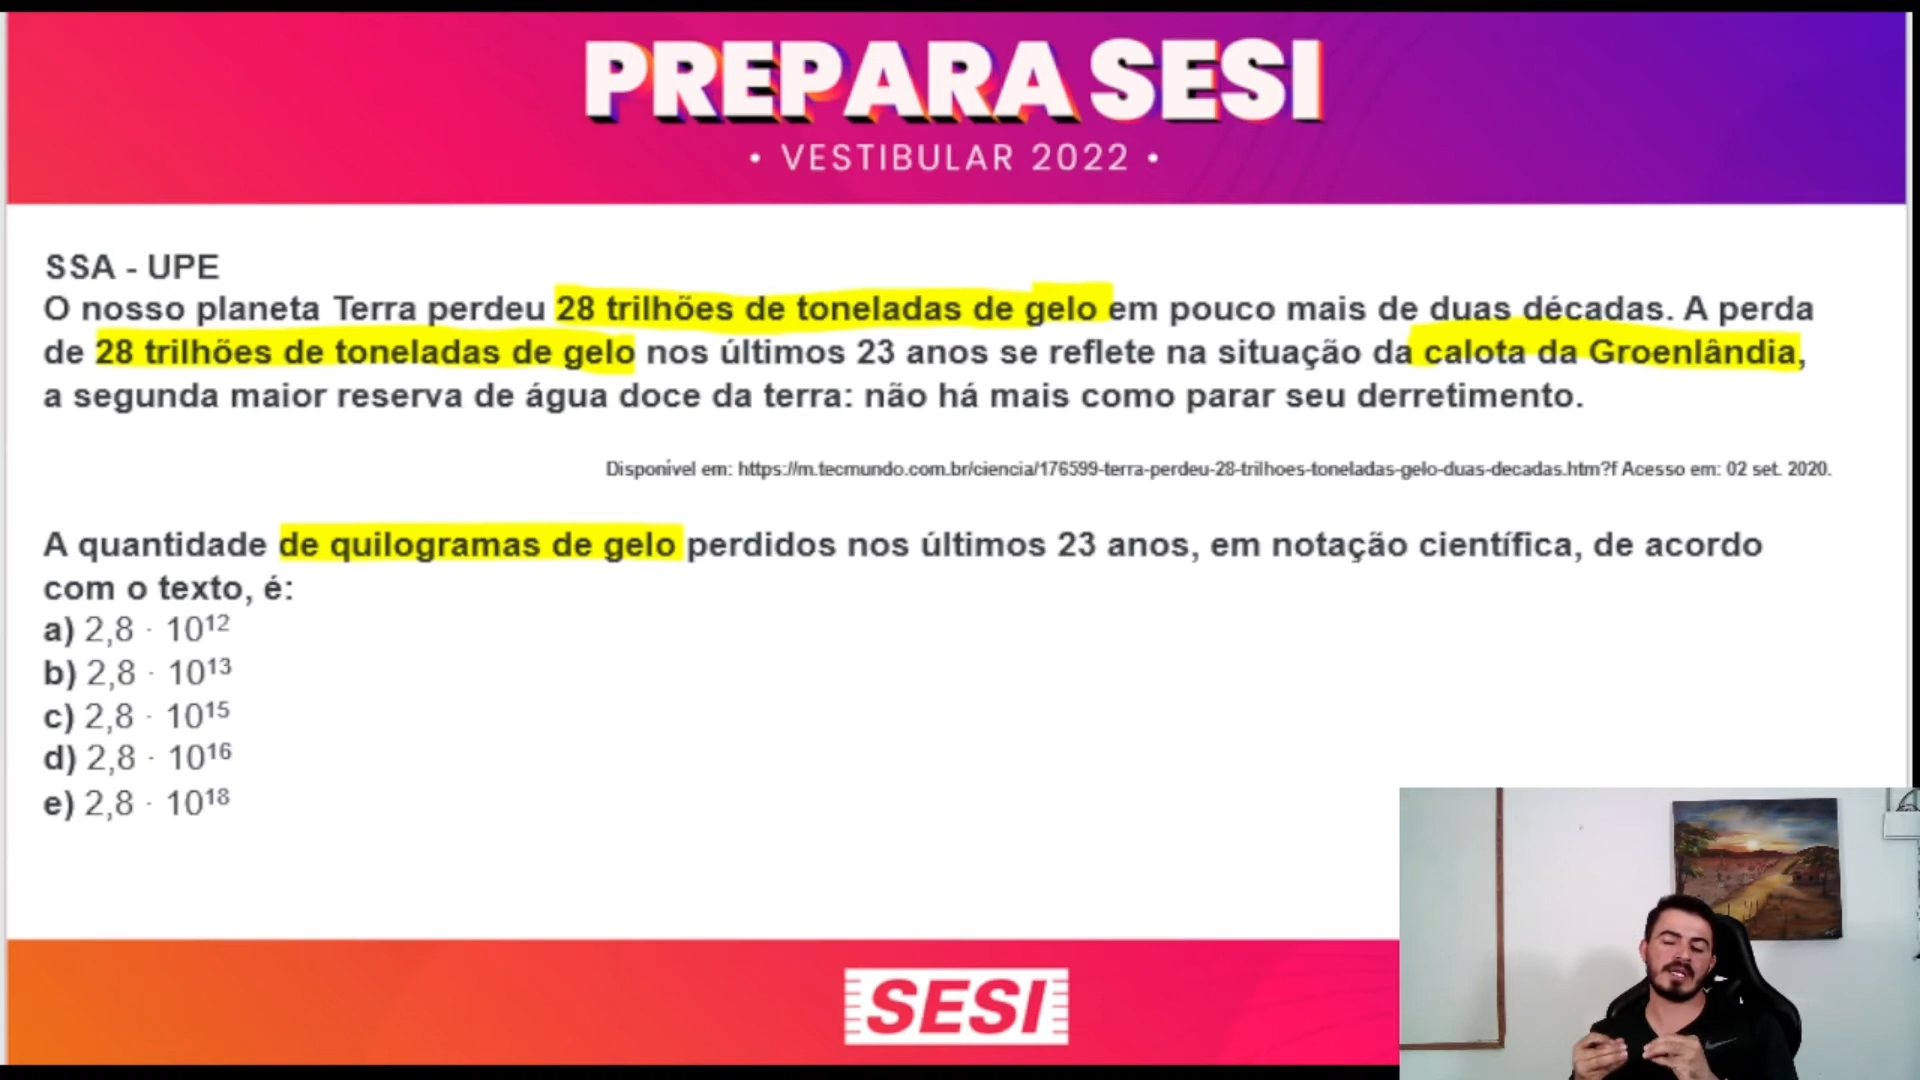 PREPARA SESI
• VESTIBULAR 2022 •
SSA - UPE
O nosso planeta Terra perdeu 28 trilhões de toneladas de gelo em pouco mais de duas décadas. A perda
de 28 trilhões de toneladas de gelo nos últimos 23 anos se reflete na situação da calota da Groenlândia,
a segunda maior reserva de água doce da terra: não há mais como parar seu derretimento.
Disponível em: https://m.tecmundo.com.br/ciencia/176599-terra-perdeu-28-trilhoes-toneladas-gelo-duas-decadas.htm?f Acesso em: 02 set. 2020.
A quantidade de quilogramas de gelo perdidos nos últimos 23 anos, em notação científica, de acordo
com o texto, é:
a) 2,8 · 10¹²
b) 2,8 · 10¹³
c) 2,8 · 10¹⁵
d) 2,8 · 10¹⁶
e) 2,8 · 10¹⁸
SESI